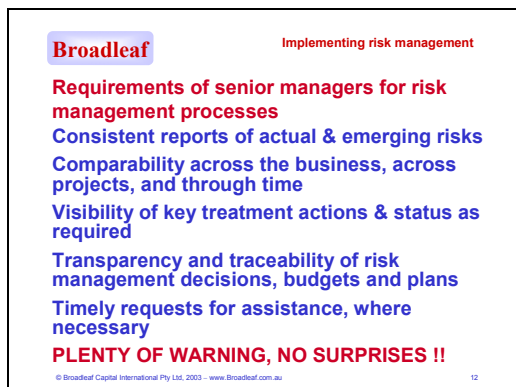 Broadleaf
Implementing risk management
Requirements of senior managers for risk
management processes
Consistent reports of actual & emerging risks
Comparability across the business, across
projects, and through time
Visibility of key treatment actions & status as
required
Transparency and traceability of risk
management decisions, budgets and plans
Timely requests for assistance, where
necessary
PLENTY OF WARNING, NO SURPRISES !!
© Broadleaf Capital International Pty Ltd, 2003 – www.Broadleaf.com.au 12